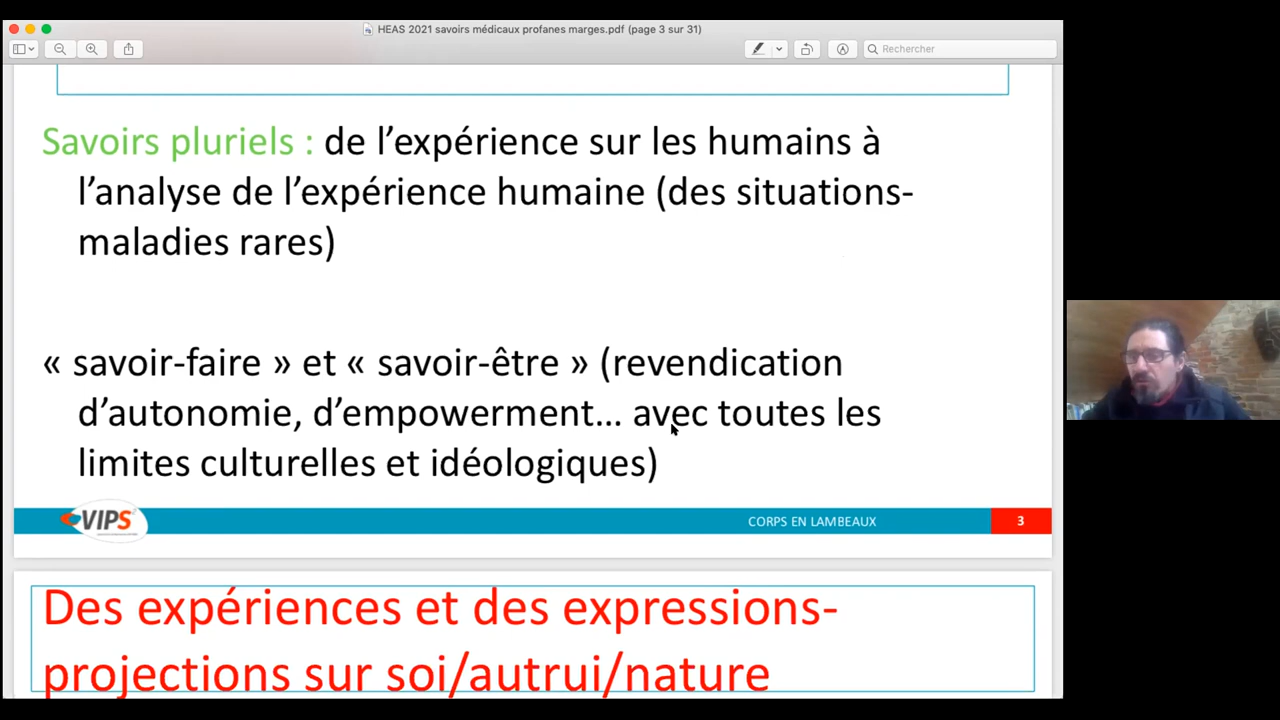 HEAS 2021 savoirs médicaux profanes marges.pdf (page 3 sur 31)
Rechercher
Savoirs pluriels : de l’expérience sur les humains à
l’analyse de l’expérience humaine (des situations-
maladies rares)
« savoir-faire » et « savoir-être » (revendication
d’autonomie, d’empowerment… avec toutes les
limites culturelles et idéologiques)
VIPS
CORPS EN LAMBEAUX
3
Des expériences et des expressions-
projections sur soi/autrui/nature